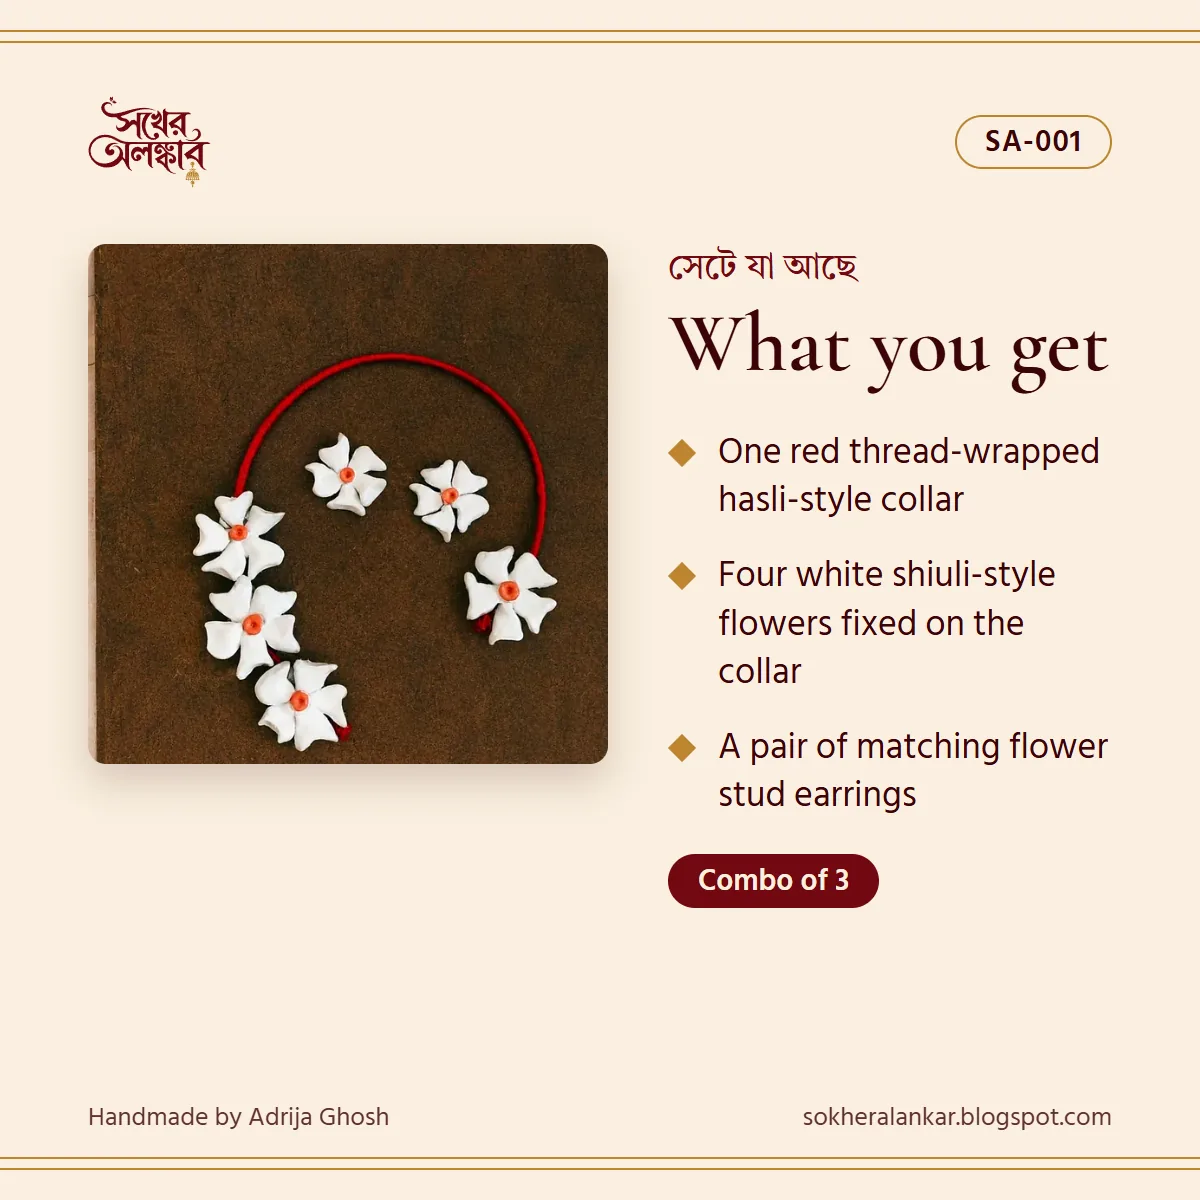 সখের
অলঙ্কার
SA-001
সেটে যা আছে
What you get
One red thread-wrapped
hasli-style collar
Four white shiuli-style
flowers fixed on the
collar
A pair of matching flower
stud earrings
Combo of 3
Handmade by Adrija Ghosh
sokheralankar.blogspot.com